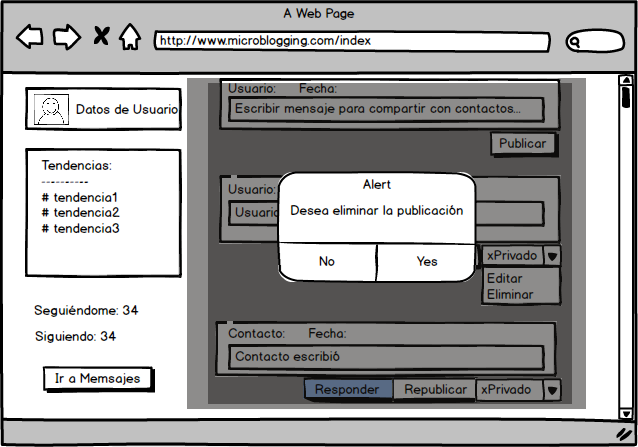 A Web Page
http://www.microblogging.com/index
Datos de Usuario
Tendencias:
----------
# tendencia1
# tendencia2
# tendencia3
Seguiéndome: 34
Siguiendo: 34
Ir a Memsajes
Usuario: Fecha:
Escribir mensaje para compartir con contactos...
Publicar
Usuario:
Usuario
Alert
Desea eliminar la publicación
No Yes
xPrivado
Editar
Eliminar
Contacto: Fecha:
Contacto escribió
Responder Republicar xPrivado